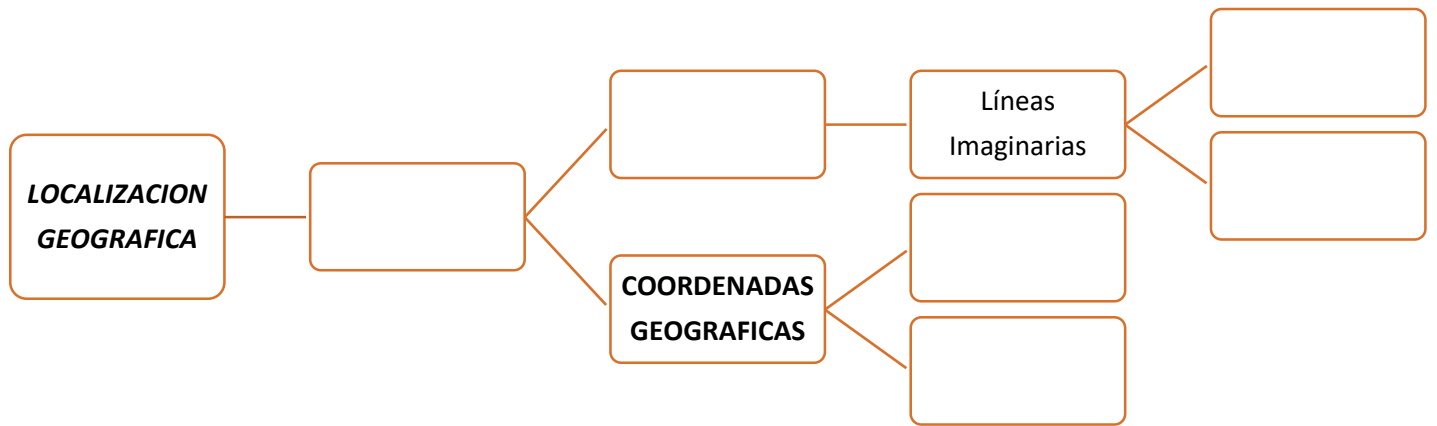 LOCALIZACION
GEOGRAFICA
Líneas
Imaginarias
COORDENADAS
GEOGRAFICAS